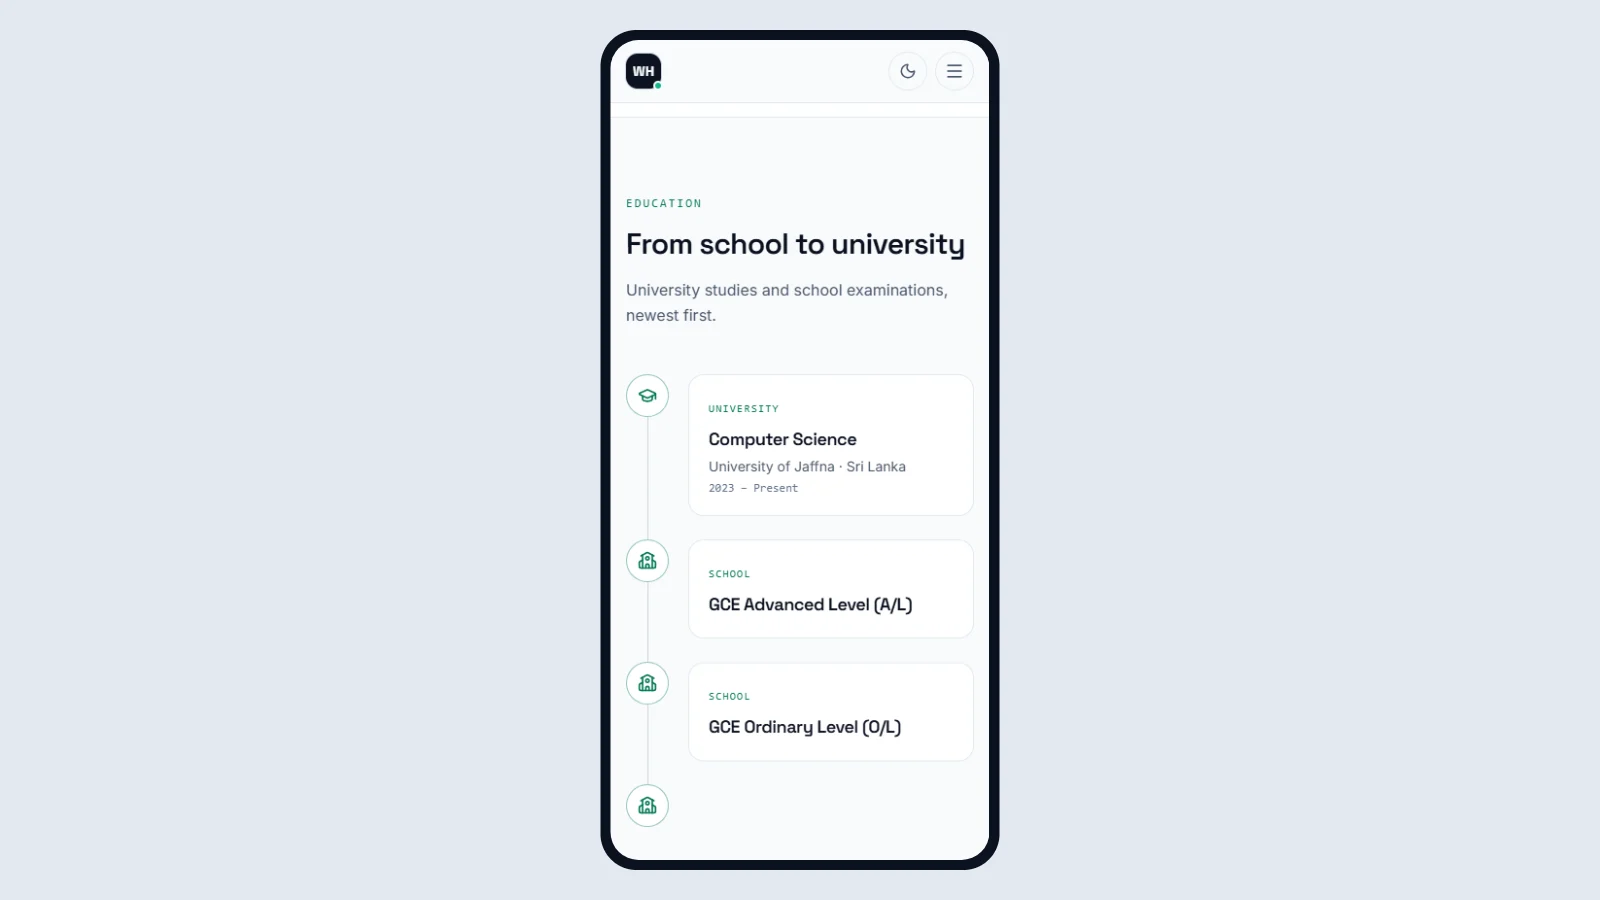 WH
EDUCATION
From school to university
University studies and school examinations,
newest first.
UNIVERSITY
Computer Science
University of Jaffna · Sri Lanka
2023 – Present
SCHOOL
GCE Advanced Level (A/L)
SCHOOL
GCE Ordinary Level (O/L)